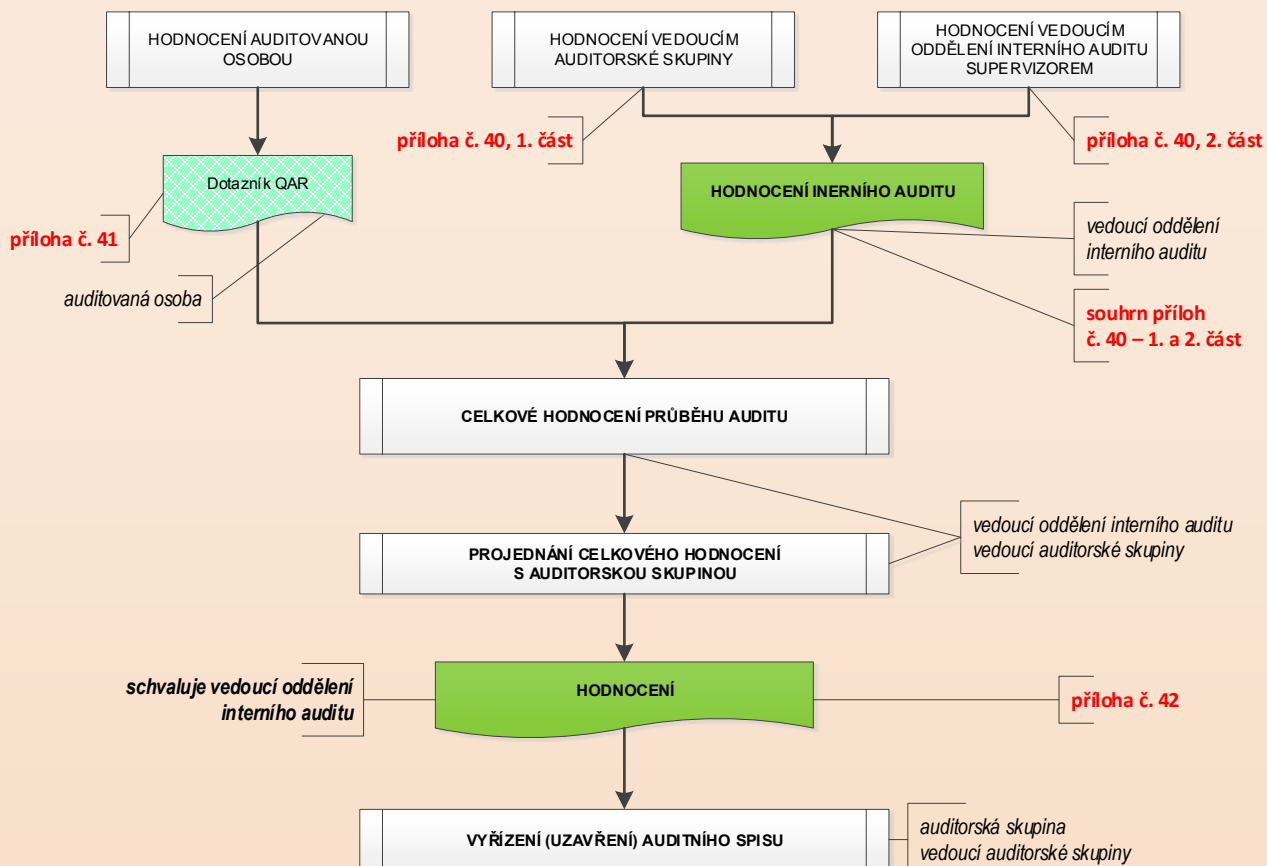 HODNOCENÍ AUDITOVANOU
OSOBOU
HODNOCENÍ VEDOUCÍM
AUDITORSKÉ SKUPINY
HODNOCENÍ VEDOUCÍM
ODDĚLENÍ INTERNÍHO AUDITU
SUPERVIZOREM
příloha č. 40, 1. část
příloha č. 40, 2. část
Dotazník QAR
HODNOCENÍ INERNÍHO AUDITU
příloha č. 41
auditovaná osoba
vedoucí oddělení
interního auditu
souhrn příloh
č. 40 – 1. a 2. část
CELKOVÉ HODNOCENÍ PRŮBĚHU AUDITU
vedoucí oddělení interního auditu
vedoucí auditorské skupiny
PROJEDNÁNÍ CELKOVÉHO HODNOCENÍ
S AUDITORSKOU SKUPINOU
schvaluje vedoucí oddělení
interního auditu
HODNOCENÍ
příloha č. 42
VYŘÍZENÍ (UZAVŘENÍ) AUDITNÍHO SPISU
auditorská skupina
vedoucí auditorské skupiny